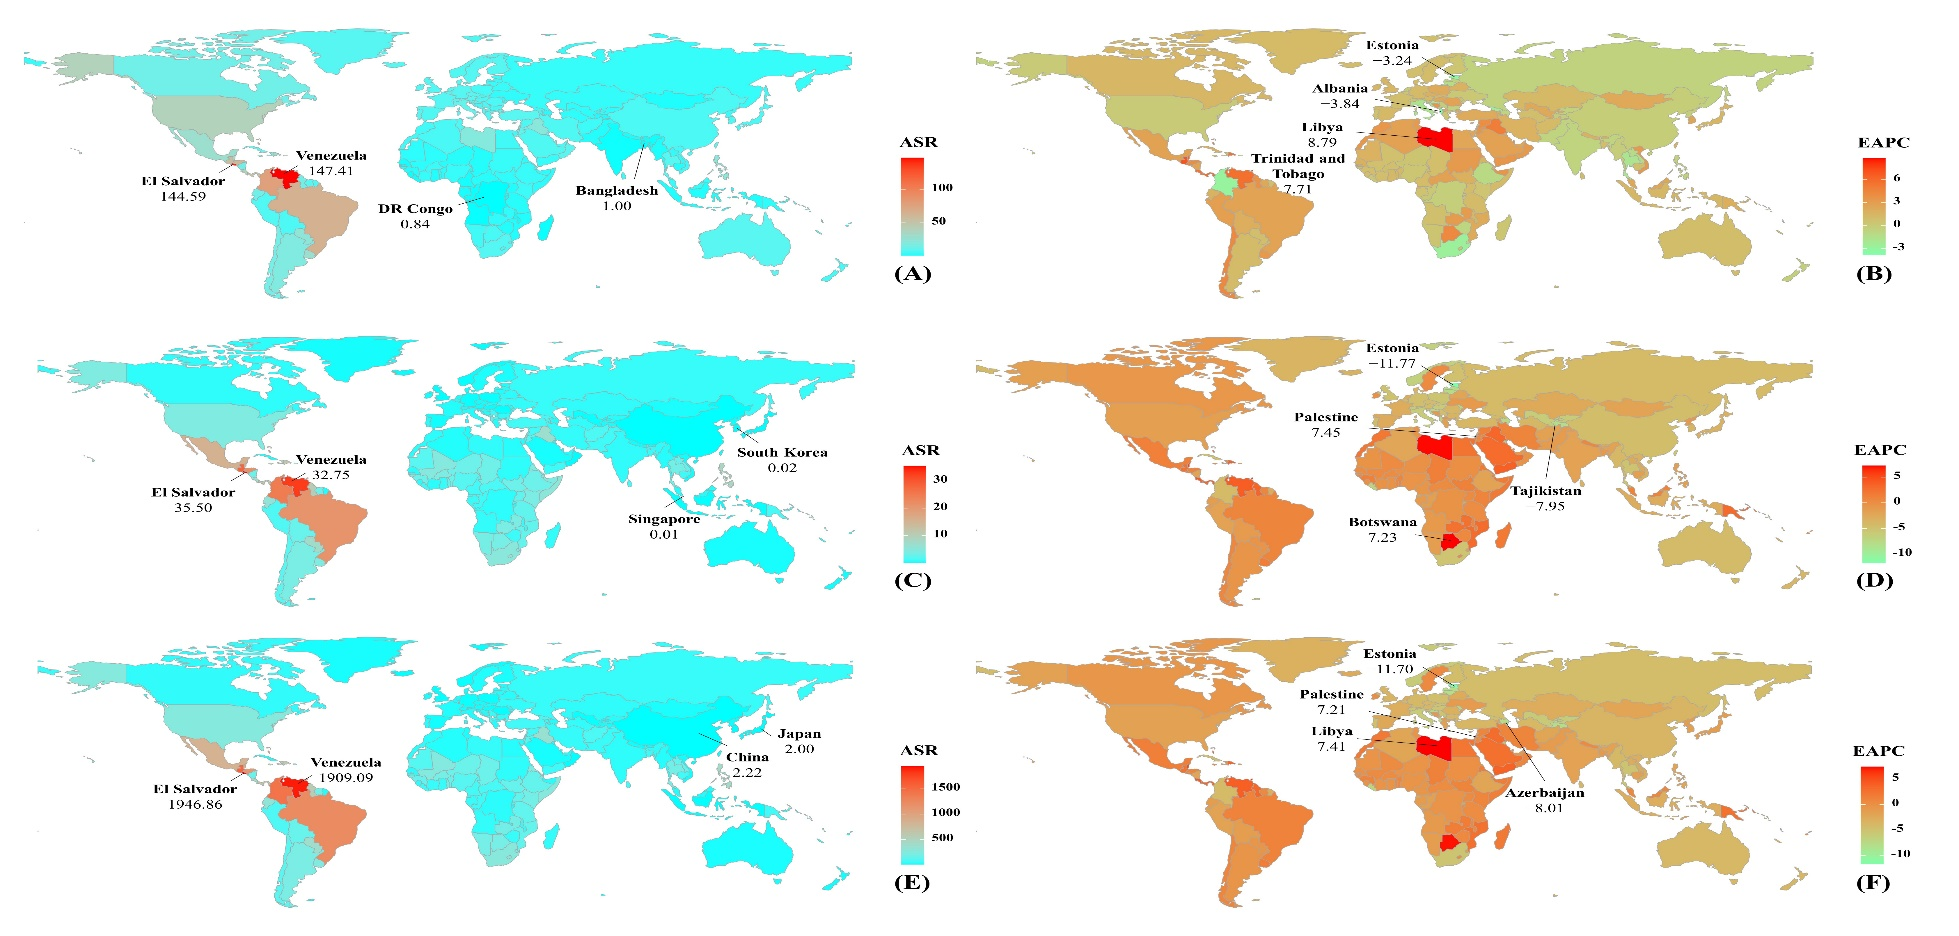 Venezuela
147.41
El Salvador
144.59
DR Congo
0.84
Bangladesh
1.00
ASR
100
50
(A)
Estonia
−3.24
Albania
−3.84
Libya
8.79
Trinidad and
Tobago
7.71
EAPC
6
3
0
-3
(B)
Venezuela
32.75
El Salvador
35.50
South Korea
0.02
Singapore
0.01
ASR
30
20
10
(C)
Estonia
−11.77
Palestine
7.45
Tajikistan
7.95
Botswana
7.23
EAPC
5
0
-5
-10
(D)
Venezuela
1909.09
El Salvador
1946.86
Japan
2.00
China
2.22
ASR
1500
1000
500
(E)
Estonia
11.70
Palestine
7.21
Libya
7.41
Azerbaijan
8.01
EAPC
5
0
-5
-10
(F)